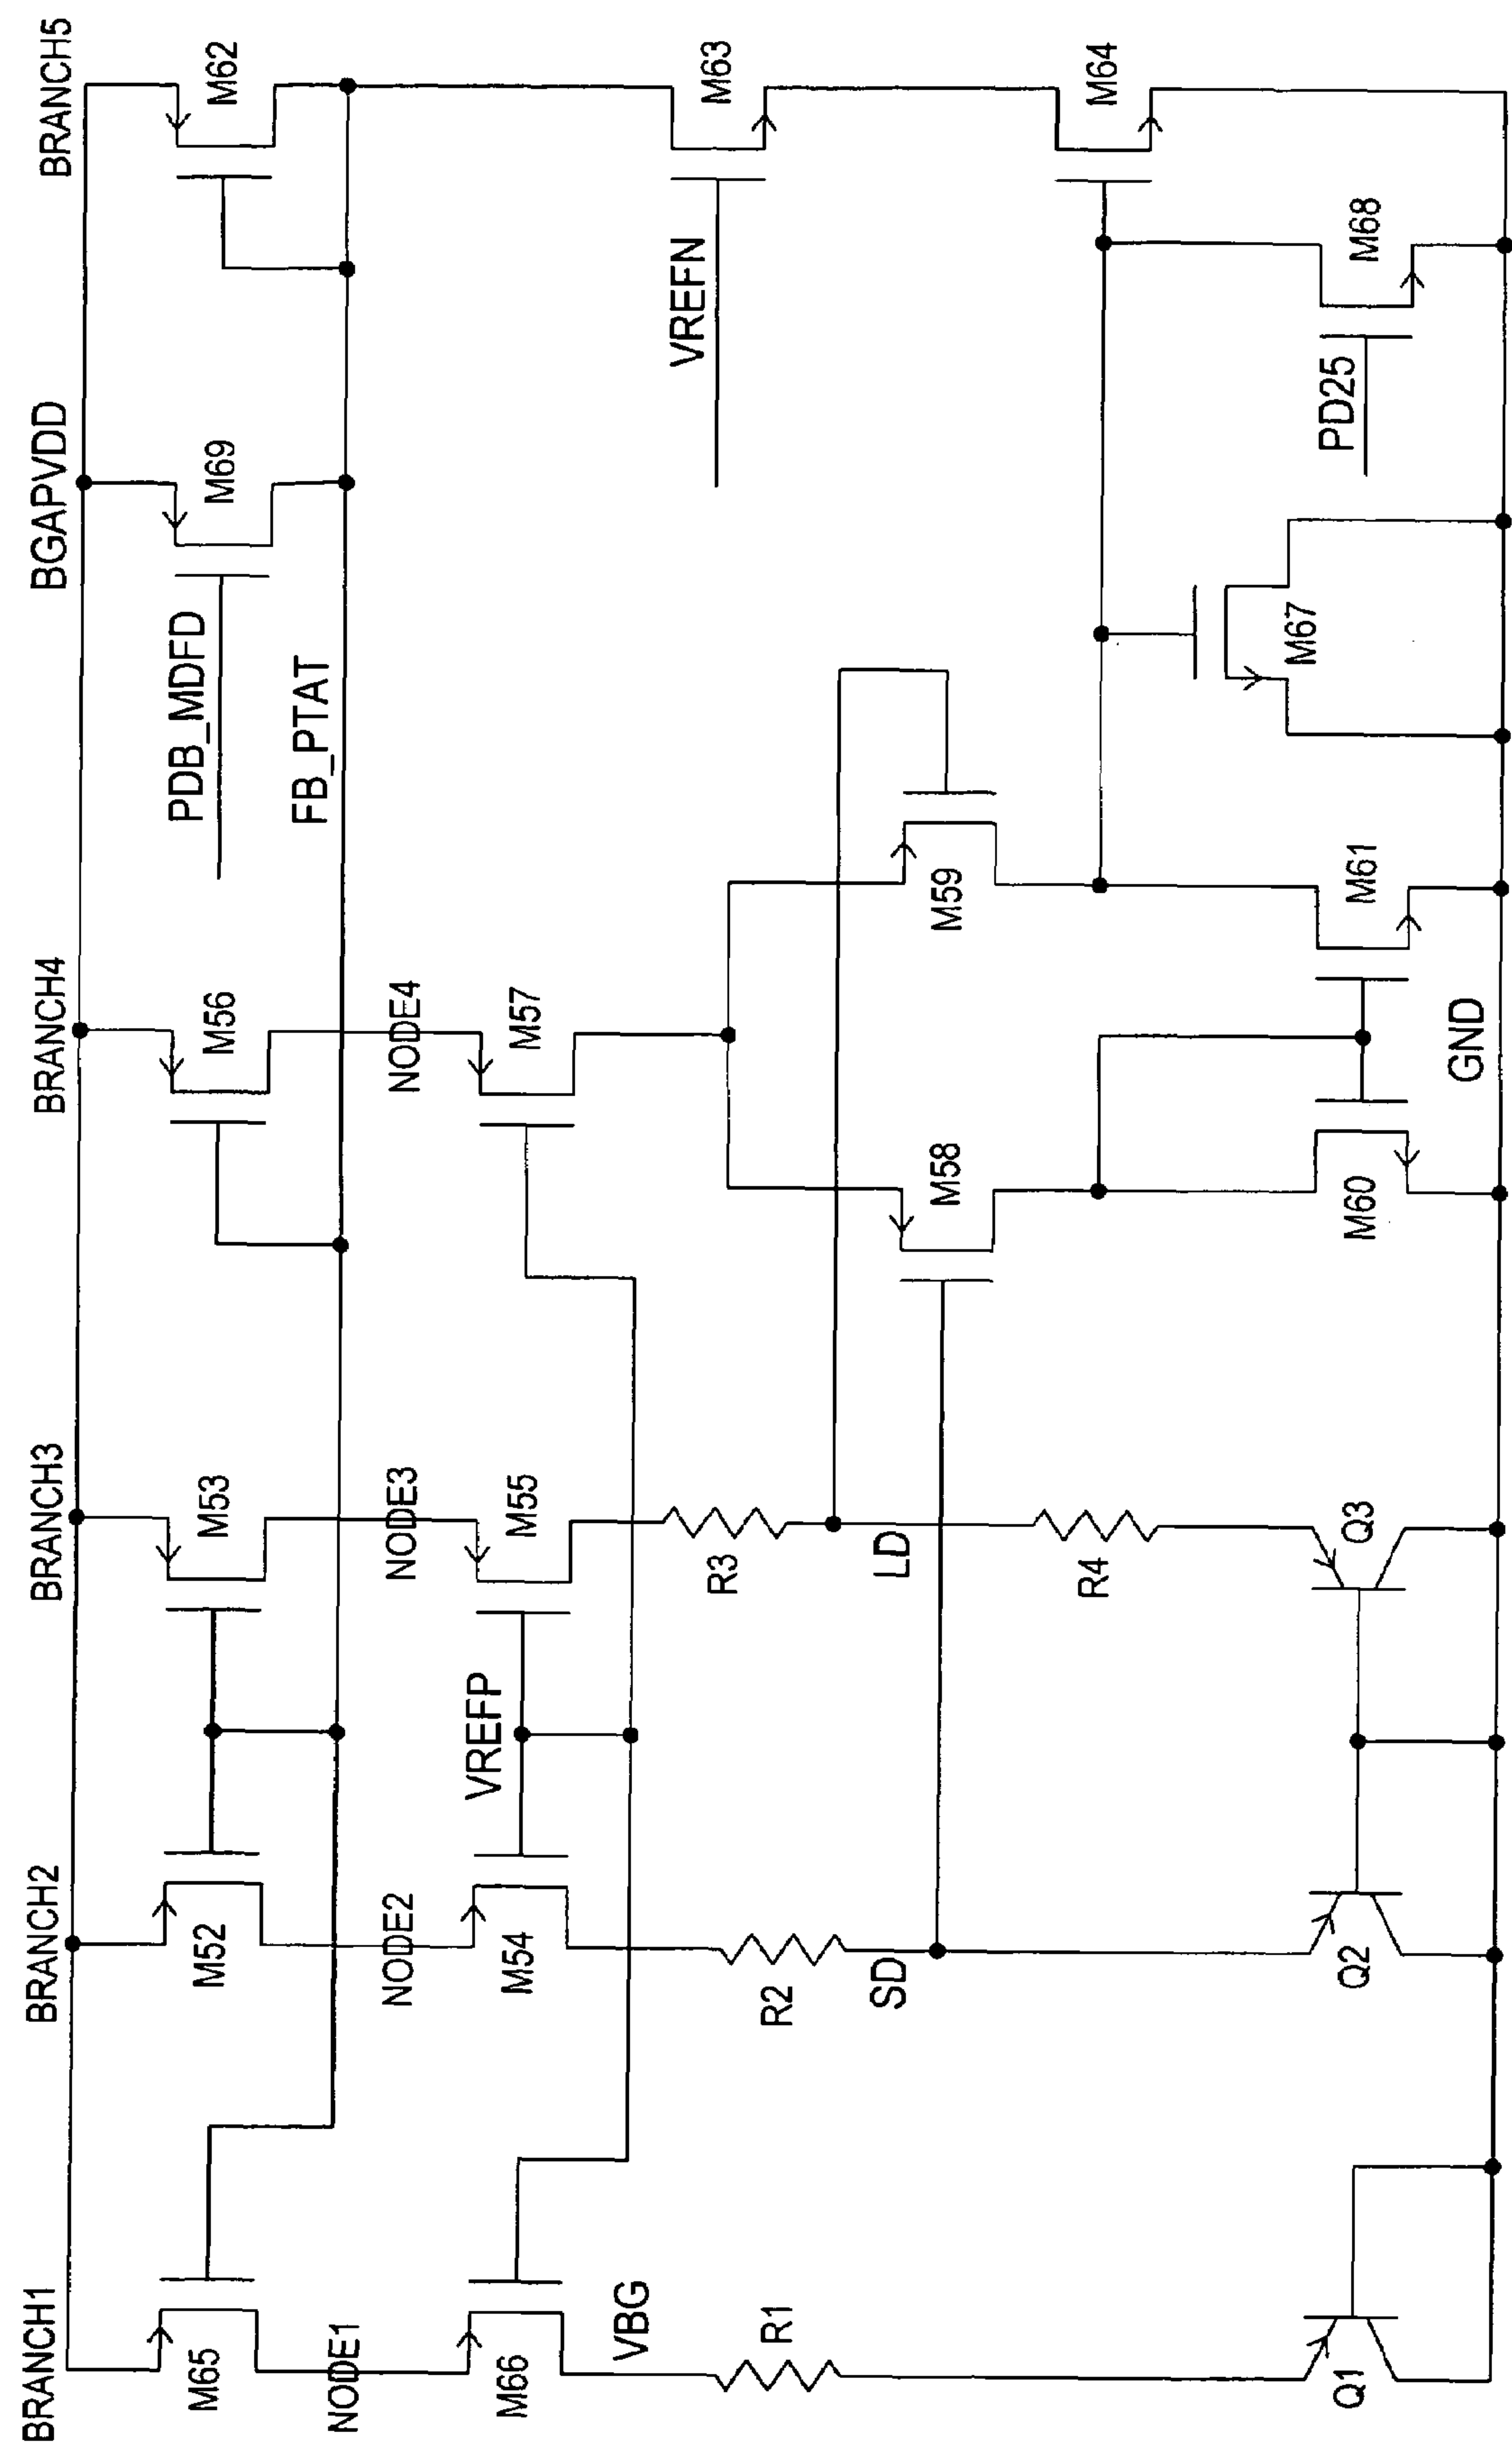 BRANCH1
BRANCH2
BRANCH3
BRANCH4
BGAPVDD
BRANCH5
M65
M52
M53
M56
PDB_MDFD
M69
M62
FB_PTAT
NODE1
NODE2
NODE3
NODE4
M66
M54
VREFP
M55
M57
VBG
VREFN
M63
R1
R2
R3
SD
LD
M58
M59
R4
M64
Q1
Q2
Q3
M60
M61
M67
PD25
M68
GND